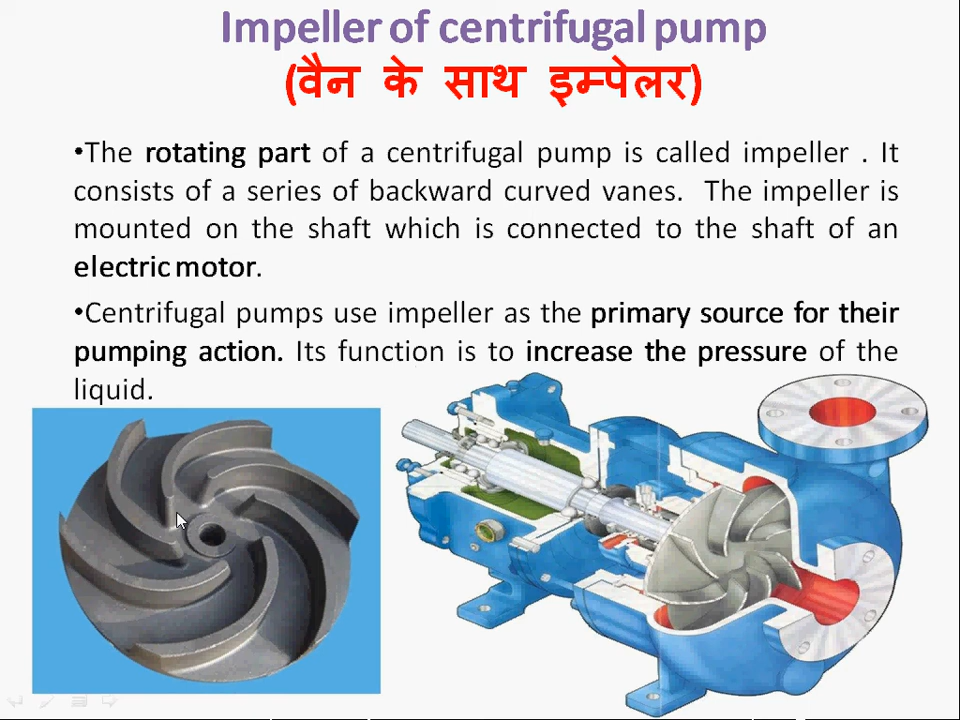 Impeller of centrifugal pump
(वैन के साथ इम्पेलर)
•The rotating part of a centrifugal pump is called impeller . It
consists of a series of backward curved vanes. The impeller is
mounted on the shaft which is connected to the shaft of an
electric motor.
•Centrifugal pumps use impeller as the primary source for their
pumping action. Its function is to increase the pressure of the
liquid.